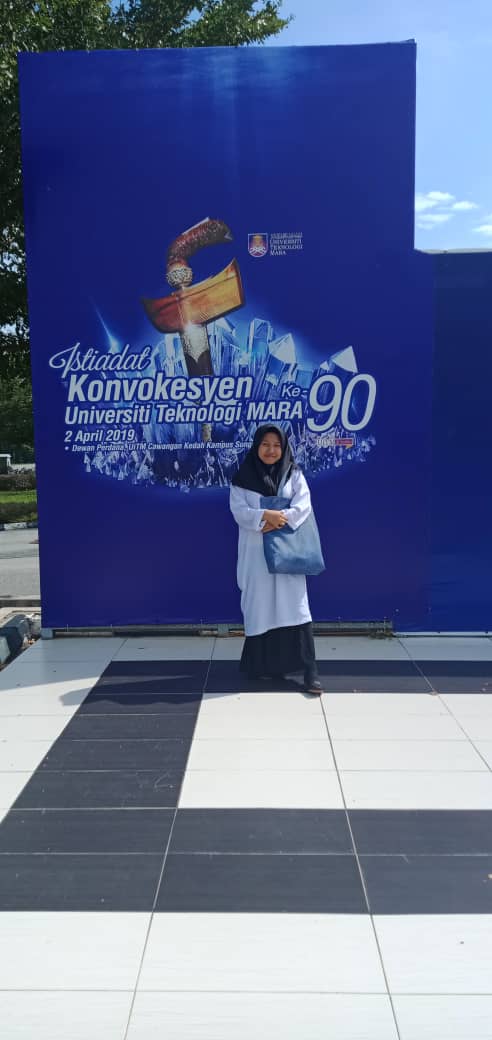 UNIVERSITI
TEKNOLOGI
MARA
Istiadat
Konvokesyen Ke-90
Universiti Teknologi MARA
2 April 2019
• Dewan Perdana, UiTM Cawangan Kedah Kampus Sung